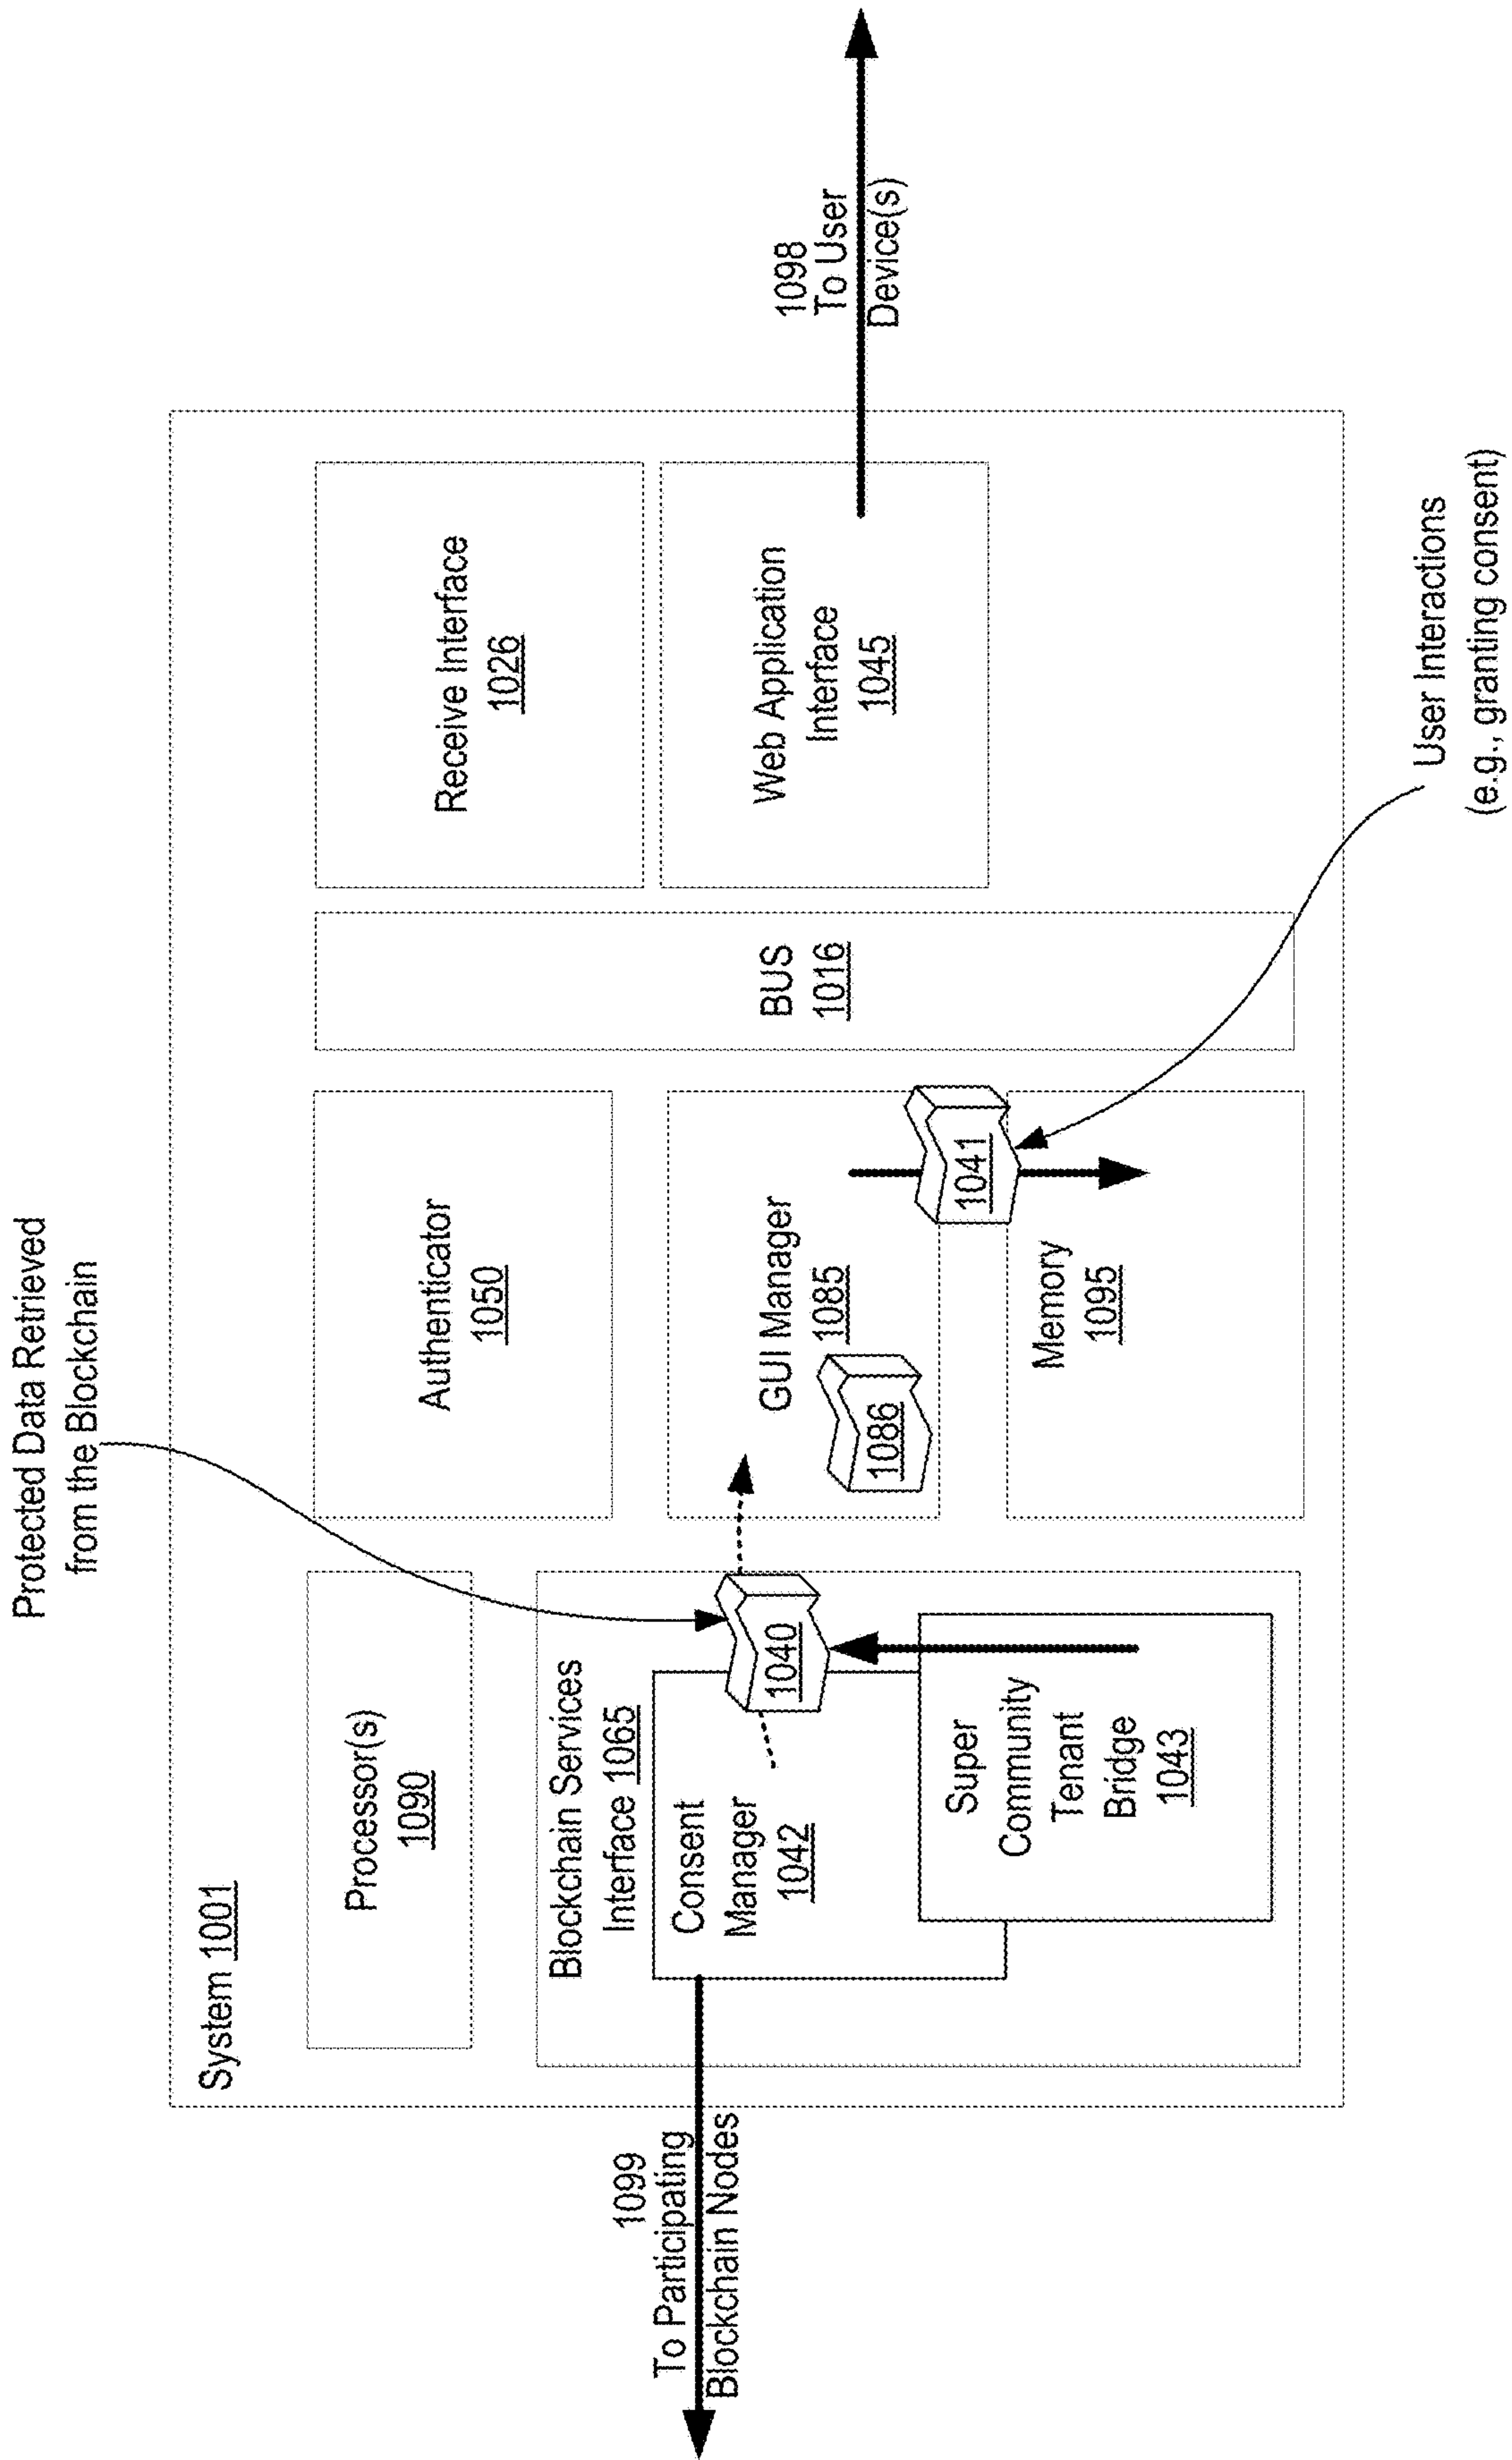 Protected Data Retrieved
from the Blockchain
System 1001
Processor(s)
1090
Authenticator
1050
Receive Interface
1026
Blockchain Services
Interface 1065
Consent
Manager
1042
1040
Super
Community
Tenant
Bridge
1043
GUI Manager
1085
1086
1041
Memory
1095
BUS
1016
Web Application
Interface
1045
1099
To Participating
Blockchain Nodes
1098
To User
Device(s)
User Interactions
(e.g., granting consent)